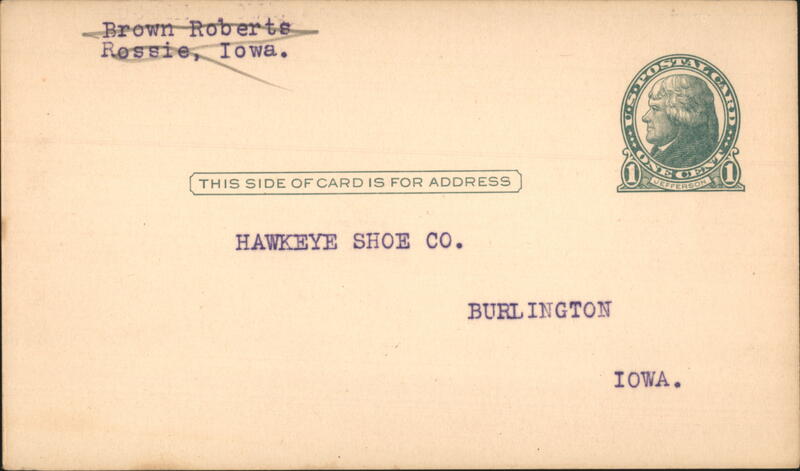 Brown Roberts
Rossie, Iowa.
U.S. POSTAL CARD
ONE CENT
1 JEFFERSON 1
THIS SIDE OF CARD IS FOR ADDRESS
HAWKEYE SHOE CO.
BURLINGTON
IOWA.